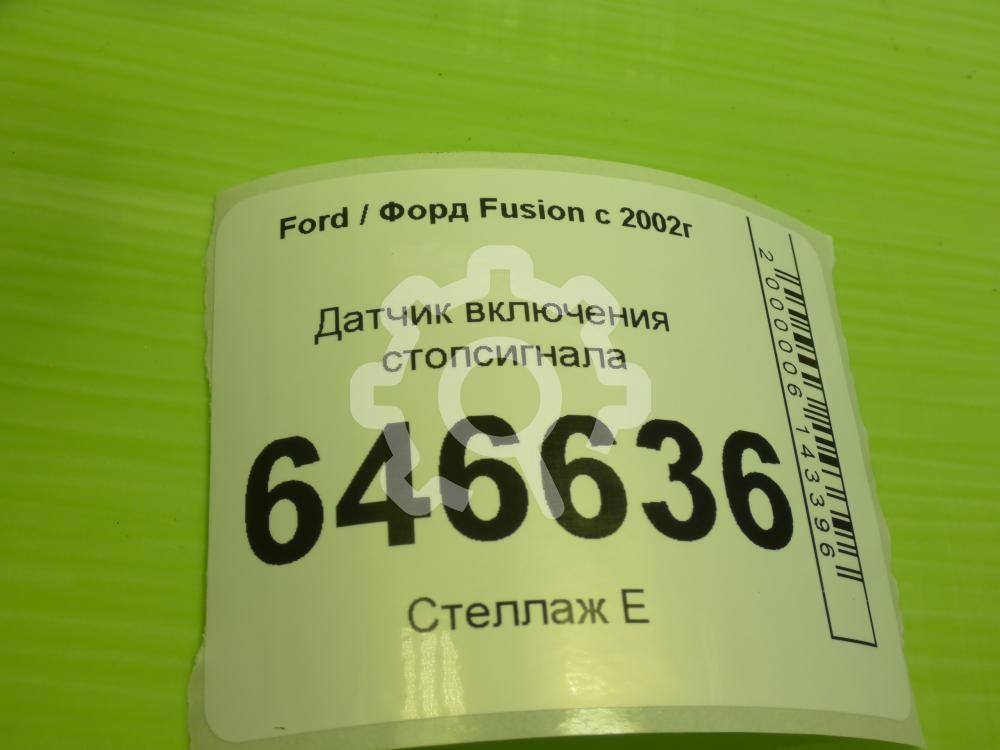 Ford / Форд Fusion с 2002г
Датчик включения
стопсигнала
646636
Стеллаж Е
2000006143396